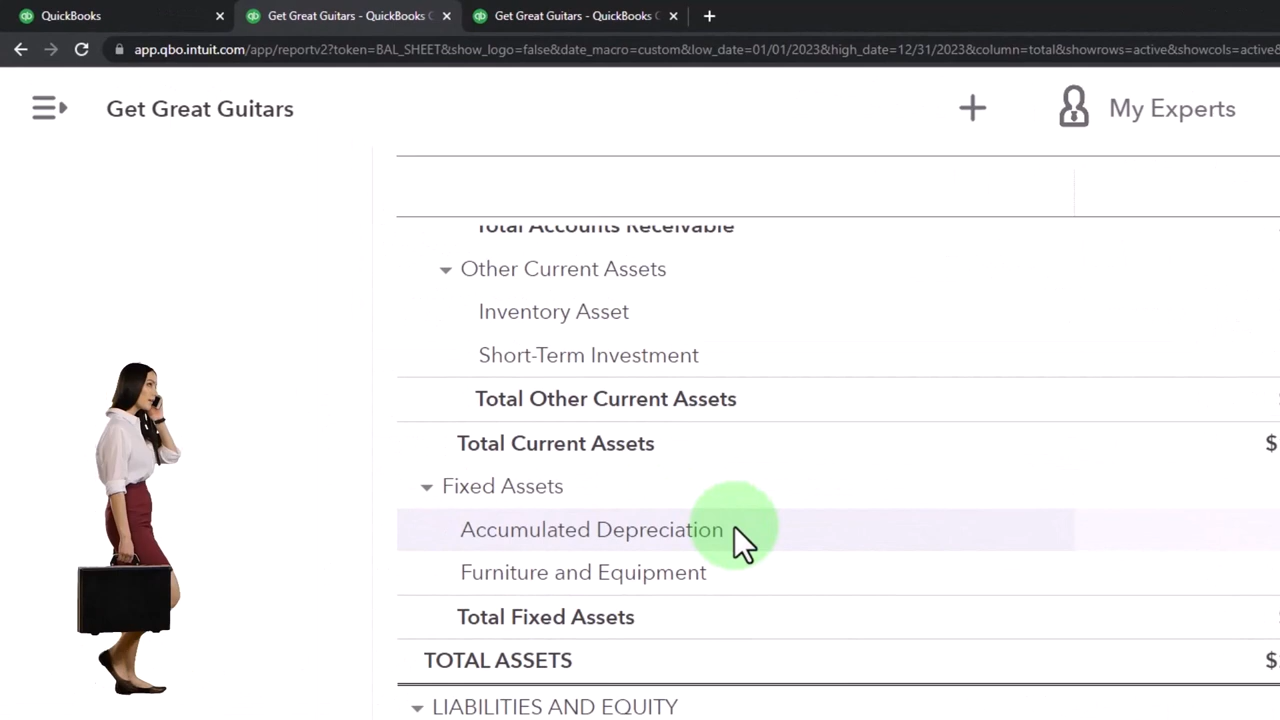 QuickBooks
Get Great Guitars - QuickBooks C
Get Great Guitars - QuickBooks C
app.qbo.intuit.com/app/reportv2?token=BAL_SHEET&show_logo=false&date_macro=custom&low_date=01/01/2023&high_date=12/31/2023&column=total&showrows=active&showcols=active&
Get Great Guitars
My Experts
Total Accounts Receivable
Other Current Assets
Inventory Asset
Short-Term Investment
Total Other Current Assets
Total Current Assets $
Fixed Assets
Accumulated Depreciation
Furniture and Equipment
Total Fixed Assets
TOTAL ASSETS $
LIABILITIES AND EQUITY